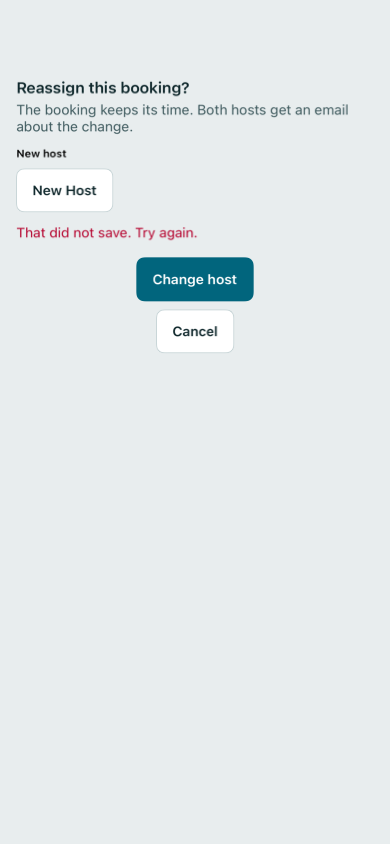 Reassign this booking?
The booking keeps its time. Both hosts get an email
about the change.
New host
New Host
That did not save. Try again.
Change host
Cancel